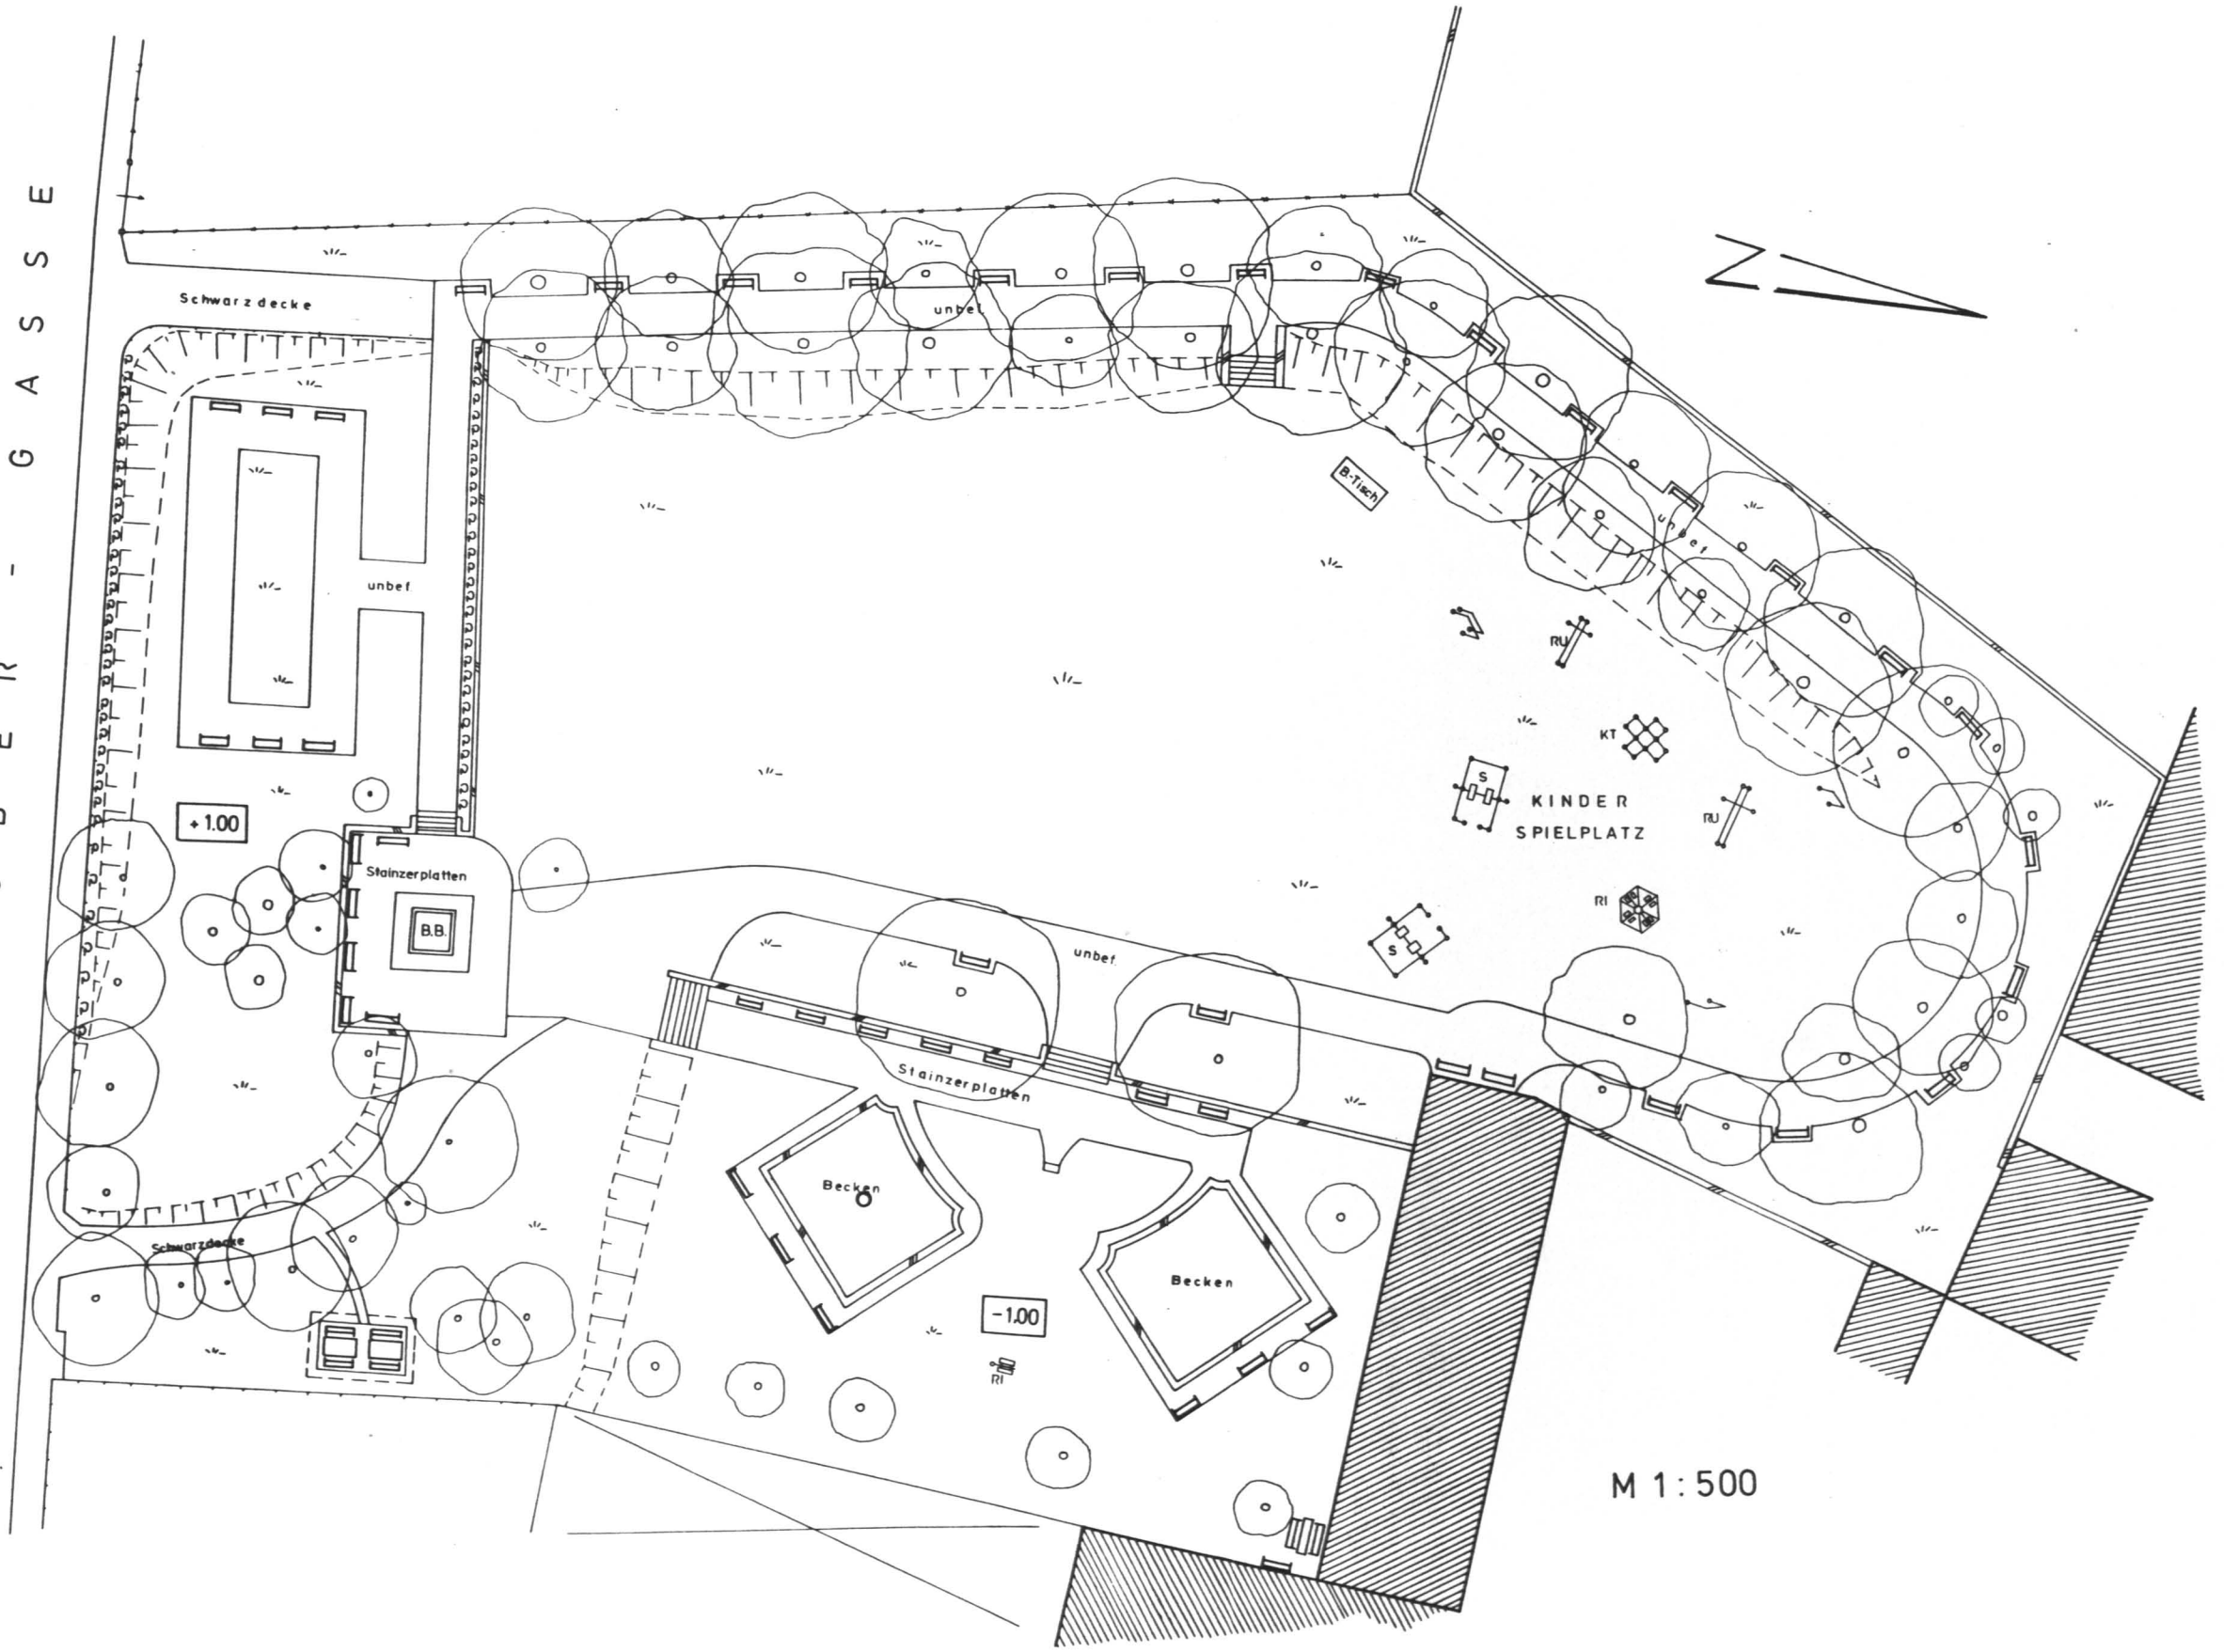 GASSE
Schwarzdecke
unbef.
B.-Tisch
unbef
unbef.
RU
KT
S
KINDER
SPIELPLATZ
RU
+1.00
Stainzerplatten
B.B.
RI
S
unbef.
Stainzerplatten
Becken
Schwarzdecke
Becken
-1.00
RI
M 1:500